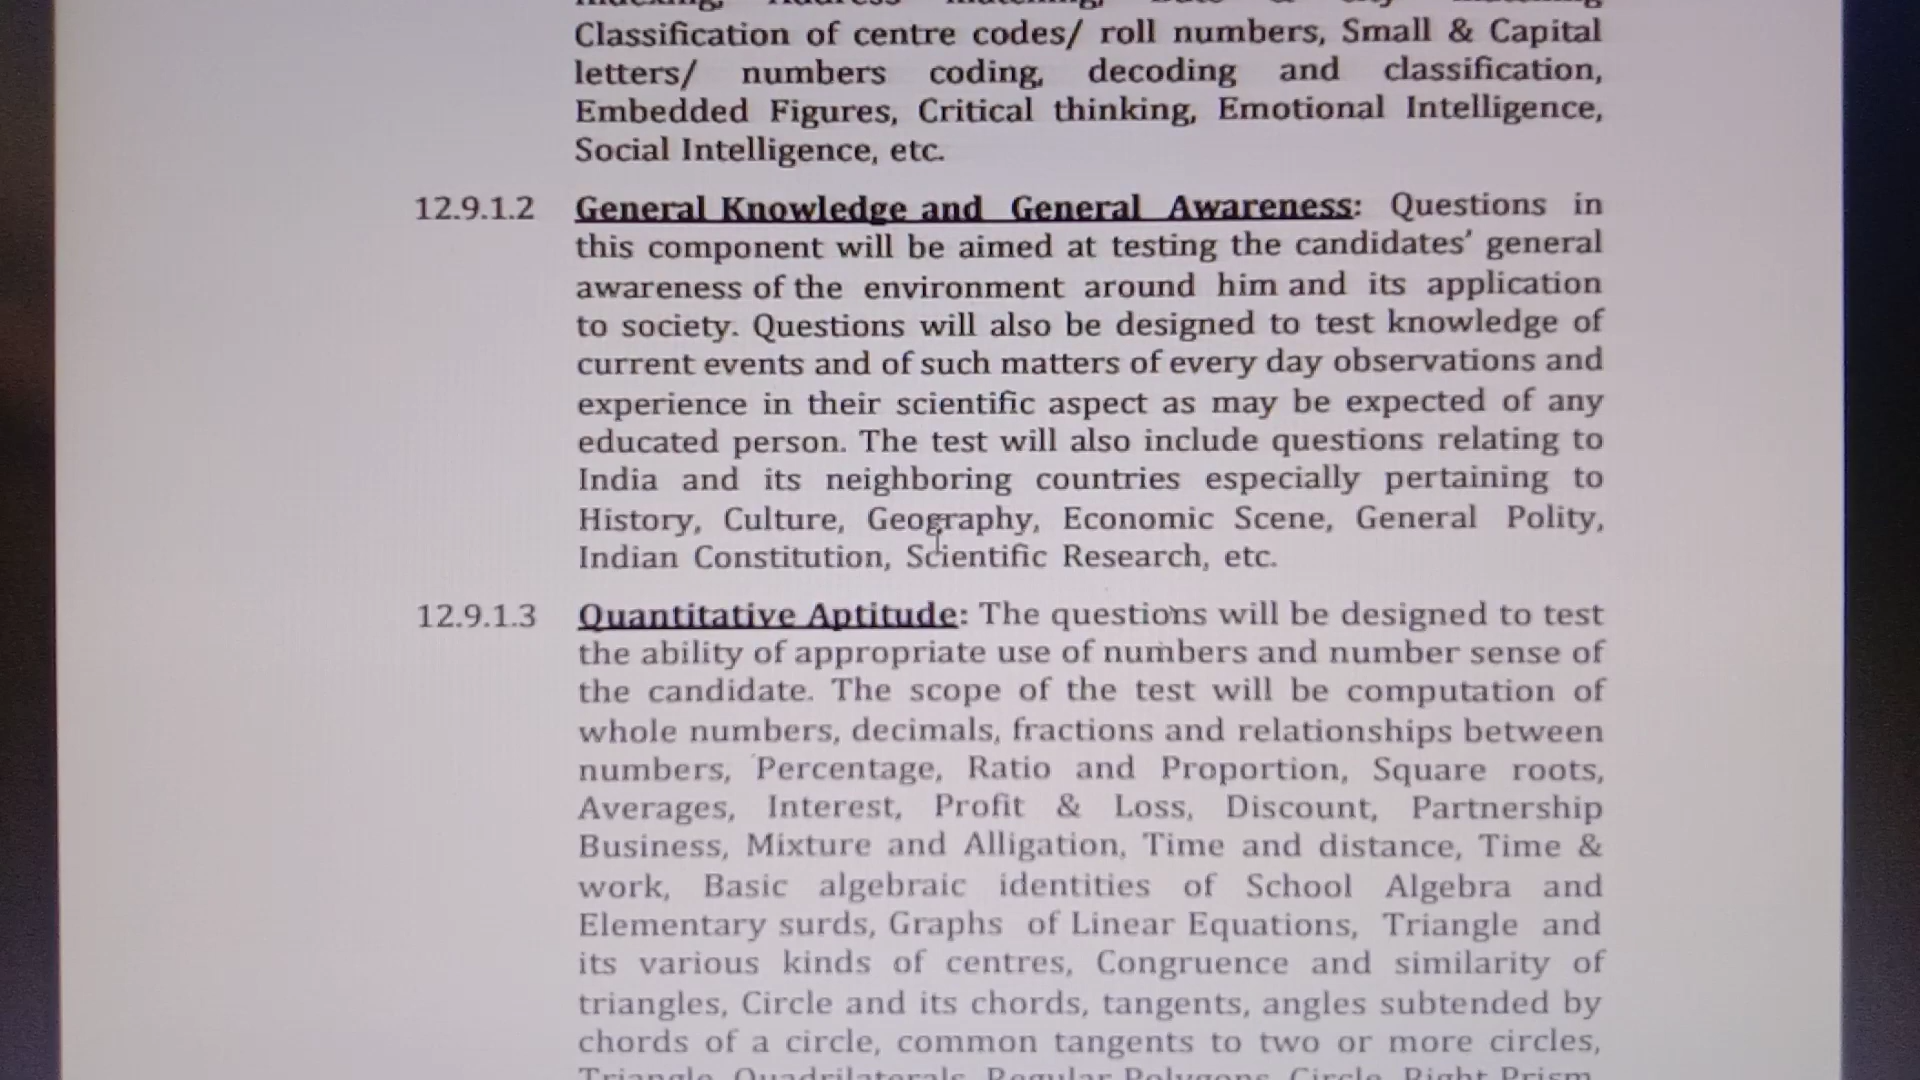 Classification of centre codes/ roll numbers, Small & Capital
letters/ numbers coding, decoding and classification,
Embedded Figures, Critical thinking, Emotional Intelligence,
Social Intelligence, etc.
12.9.1.2 General Knowledge and General Awareness: Questions in
this component will be aimed at testing the candidates' general
awareness of the environment around him and its application
to society. Questions will also be designed to test knowledge of
current events and of such matters of every day observations and
experience in their scientific aspect as may be expected of any
educated person. The test will also include questions relating to
India and its neighboring countries especially pertaining to
History, Culture, Geography, Economic Scene, General Polity,
Indian Constitution, Scientific Research, etc.
12.9.1.3 Quantitative Aptitude: The questions will be designed to test
the ability of appropriate use of numbers and number sense of
the candidate. The scope of the test will be computation of
whole numbers, decimals, fractions and relationships between
numbers, Percentage, Ratio and Proportion, Square roots,
Averages, Interest, Profit & Loss, Discount, Partnership
Business, Mixture and Alligation, Time and distance, Time &
work, Basic algebraic identities of School Algebra and
Elementary surds, Graphs of Linear Equations, Triangle and
its various kinds of centres, Congruence and similarity of
triangles, Circle and its chords, tangents, angles subtended by
chords of a circle, common tangents to two or more circles,
Triangle, Quadrilaterals, Regular Polygons, Circle, Right Prism,